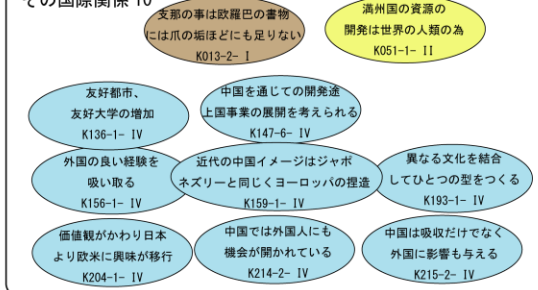 その国際関係 10
支那の事は欧羅巴の書物
には爪の垢ほどにも足りない
K013-2- I
満州国の資源の
開発は世界の人類の為
K051-1- II
友好都市、
友好大学の増加
K136-1- IV
中国を通じての開発途
上国事業の展開を考えられる
K147-6- IV
外国の良い経験を
吸い取る
K156-1- IV
近代の中国イメージはジャポ
ネズリーと同じくヨーロッパの捏造
K159-1- IV
異なる文化を結合
してひとつの型をつくる
K193-1- IV
価値観がかわり日本
より欧米に興味が移行
K204-1- IV
中国では外国人にも
機会が開かれている
K214-2- IV
中国は吸収だけでなく
外国に影響も与える
K215-2- IV